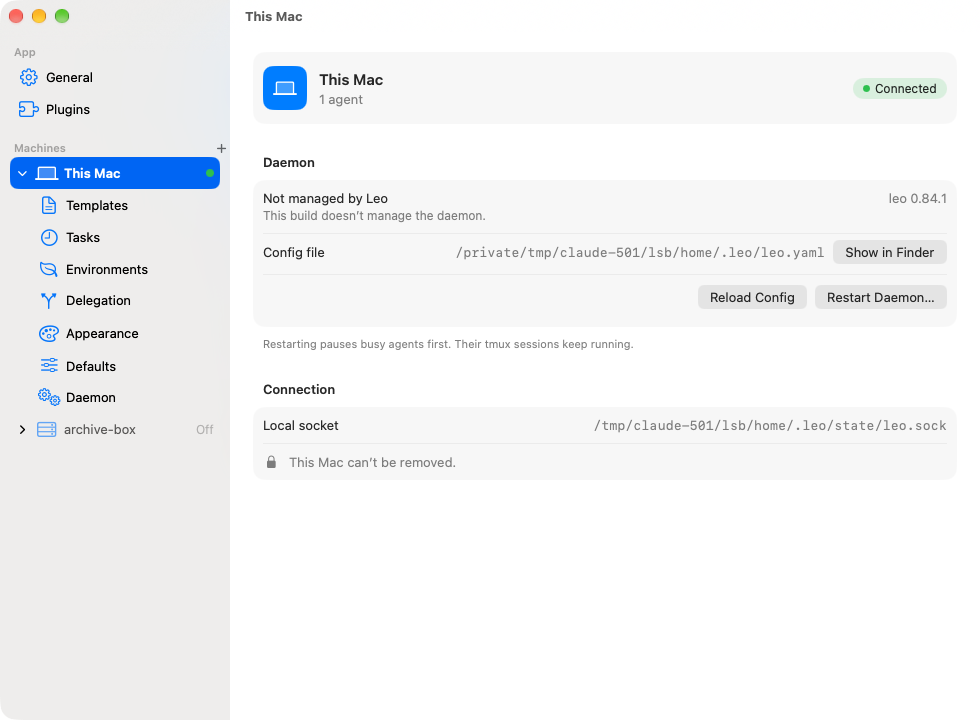 This Mac
App
General
Plugins
Machines
This Mac
Templates
Tasks
Environments
Delegation
Appearance
Defaults
Daemon
archive-box Off
This Mac
1 agent
Connected
Daemon
Not managed by Leo leo 0.84.1
This build doesn’t manage the daemon.
Config file /private/tmp/claude-501/lsb/home/.leo/leo.yaml Show in Finder
Reload Config Restart Daemon…
Restarting pauses busy agents first. Their tmux sessions keep running.
Connection
Local socket /tmp/claude-501/lsb/home/.leo/state/leo.sock
This Mac can’t be removed.